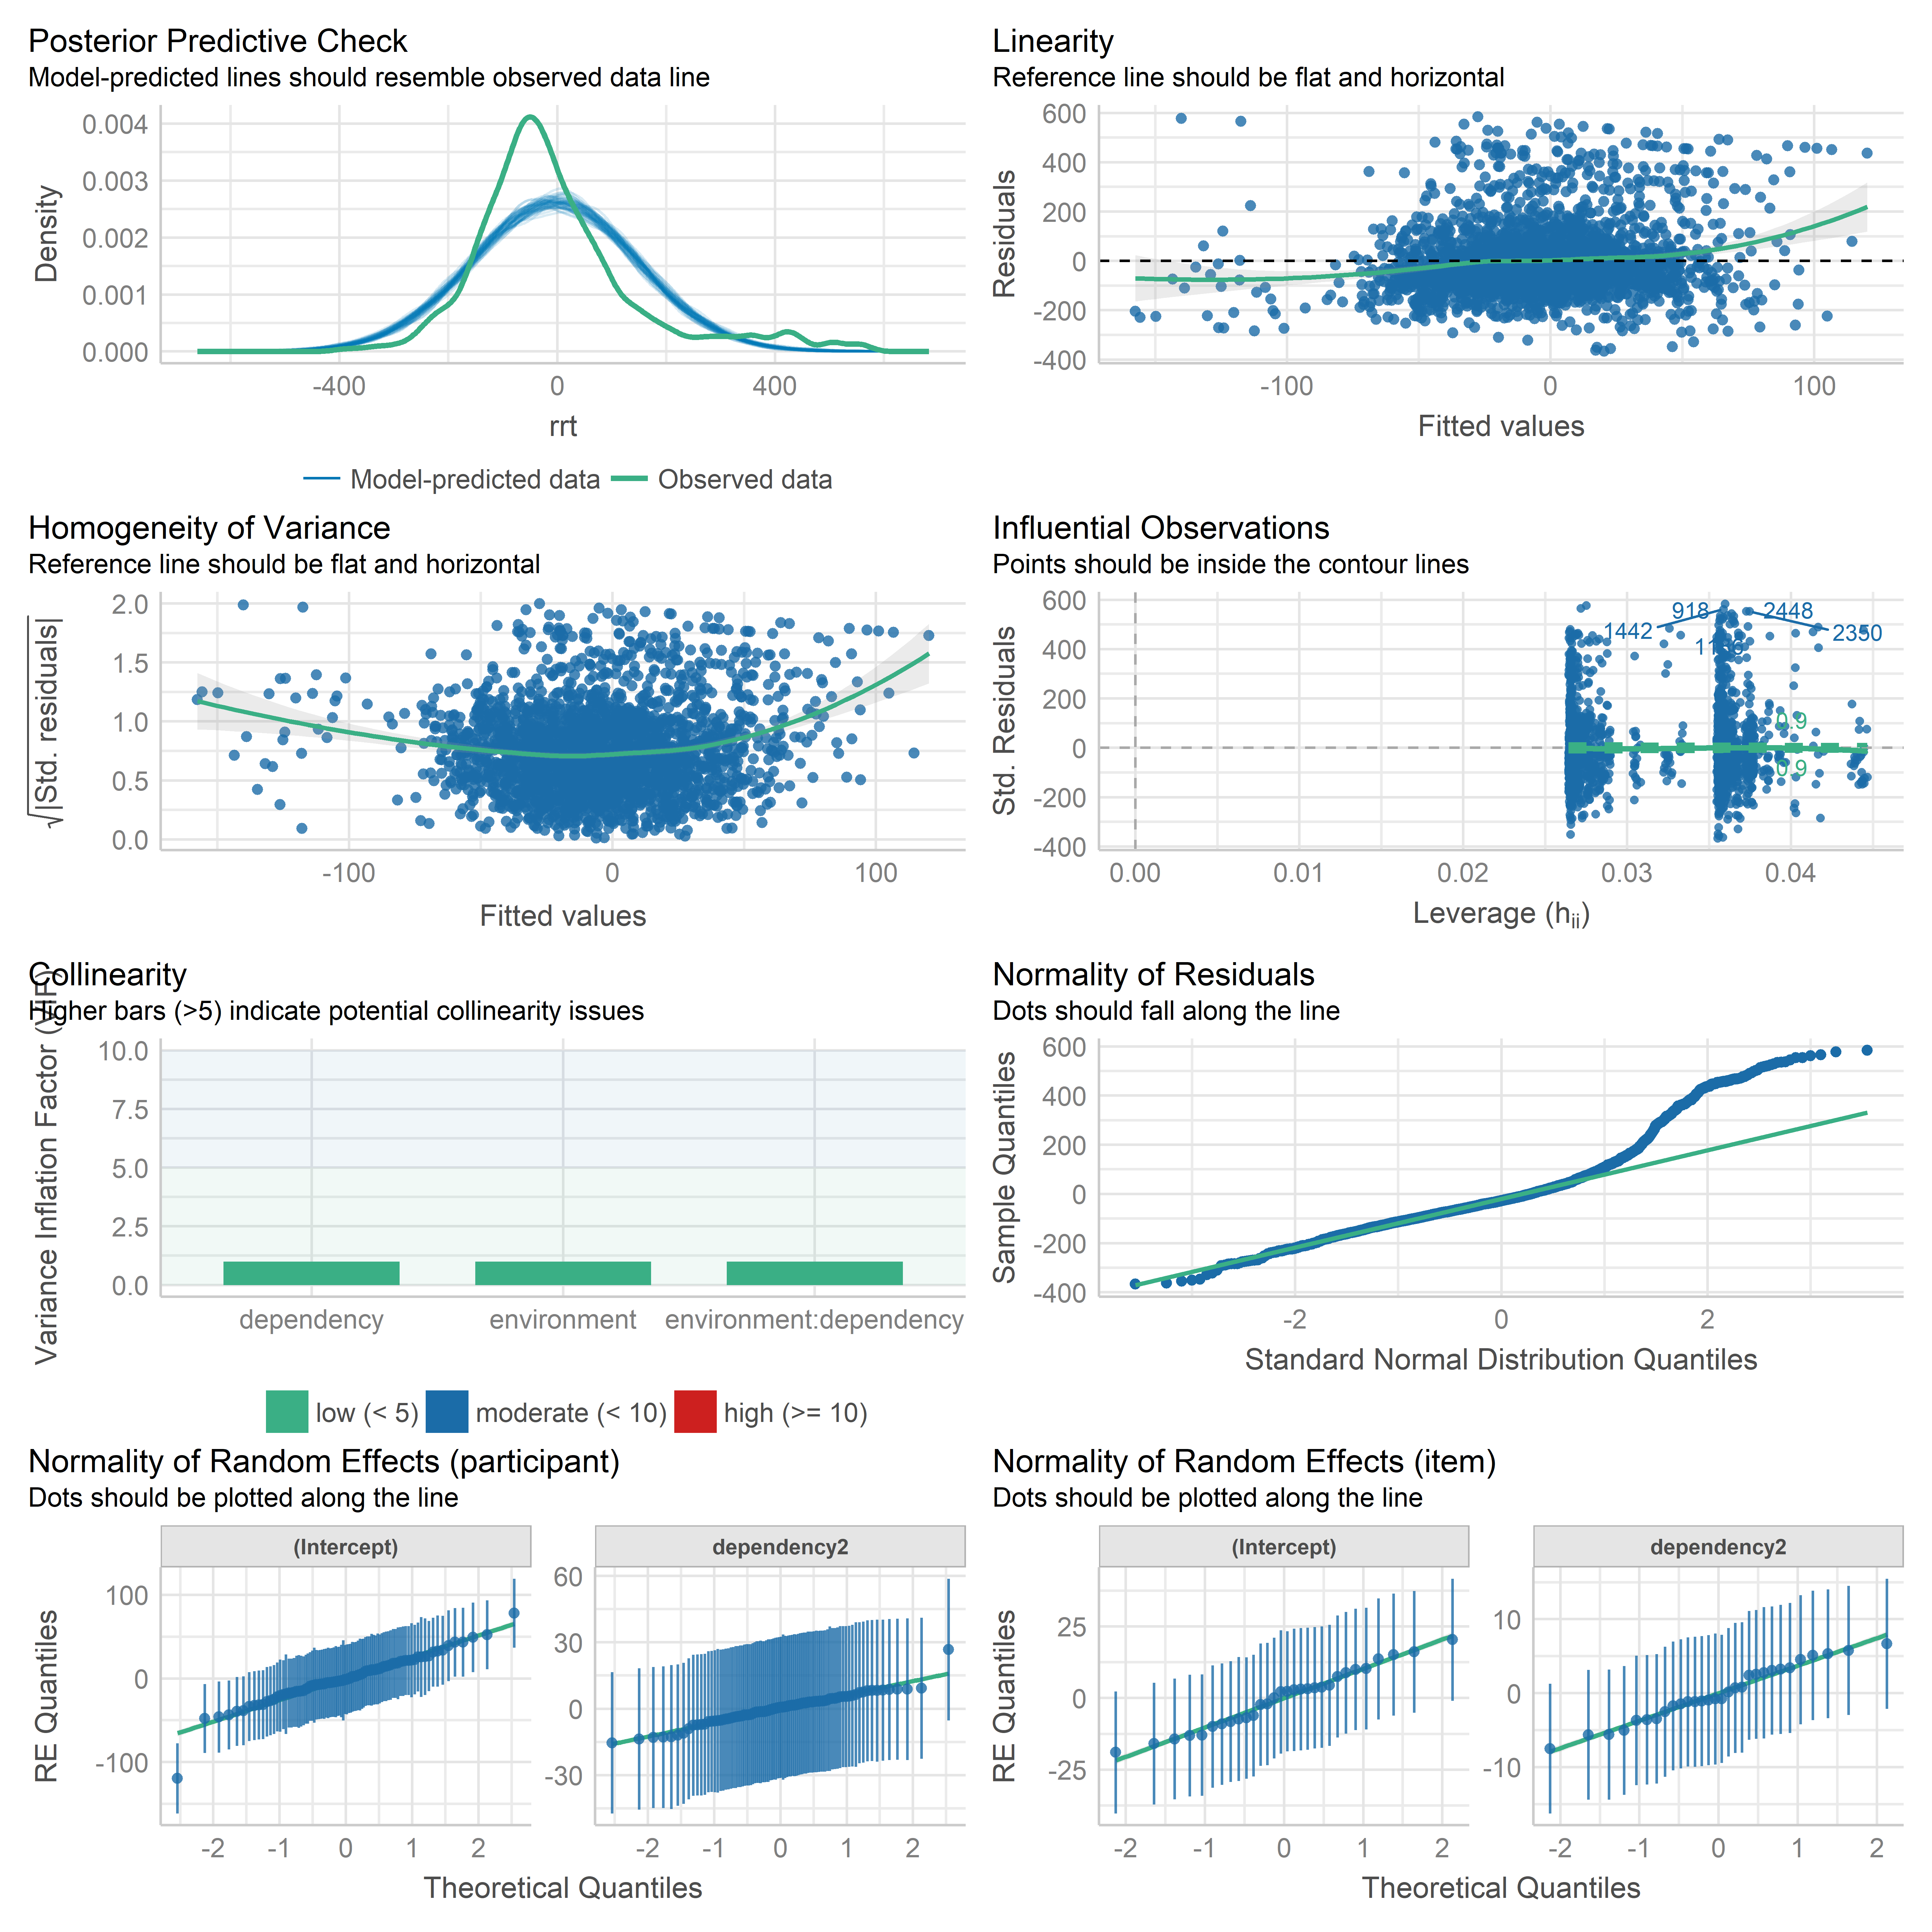 Posterior Predictive Check
Model-predicted lines should resemble observed data line
Density
0.004
0.003
0.002
0.001
0.000
-400
0
400
rrt
Model-predicted data
Observed data
Linearity
Reference line should be flat and horizontal
Residuals
600
400
200
0
-200
-400
-100
0
100
Fitted values
Homogeneity of Variance
Reference line should be flat and horizontal
√|Std. residuals|
2.0
1.5
1.0
0.5
0.0
-100
0
100
Fitted values
Influential Observations
Points should be inside the contour lines
Std. Residuals
600
400
200
0
-200
-400
918
2448
1442
2350
0.9
0.9
0.00
0.01
0.02
0.03
0.04
Leverage (hii)
Collinearity
Higher bars (>5) indicate potential collinearity issues
Variance Inflation Factor (VIF)
10.0
7.5
5.0
2.5
0.0
dependency
environment
environment:dependency
low (< 5)
moderate (< 10)
high (>= 10)
Normality of Residuals
Dots should fall along the line
Sample Quantiles
600
400
200
0
-200
-400
-2
0
2
Standard Normal Distribution Quantiles
Normality of Random Effects (participant)
Dots should be plotted along the line
(Intercept)
dependency2
RE Quantiles
100
0
-100
60
30
0
-30
-2
-1
0
1
2
-2
-1
0
1
2
Theoretical Quantiles
Normality of Random Effects (item)
Dots should be plotted along the line
(Intercept)
dependency2
RE Quantiles
25
0
-25
10
0
-10
-2
-1
0
1
2
-2
-1
0
1
2
Theoretical Quantiles